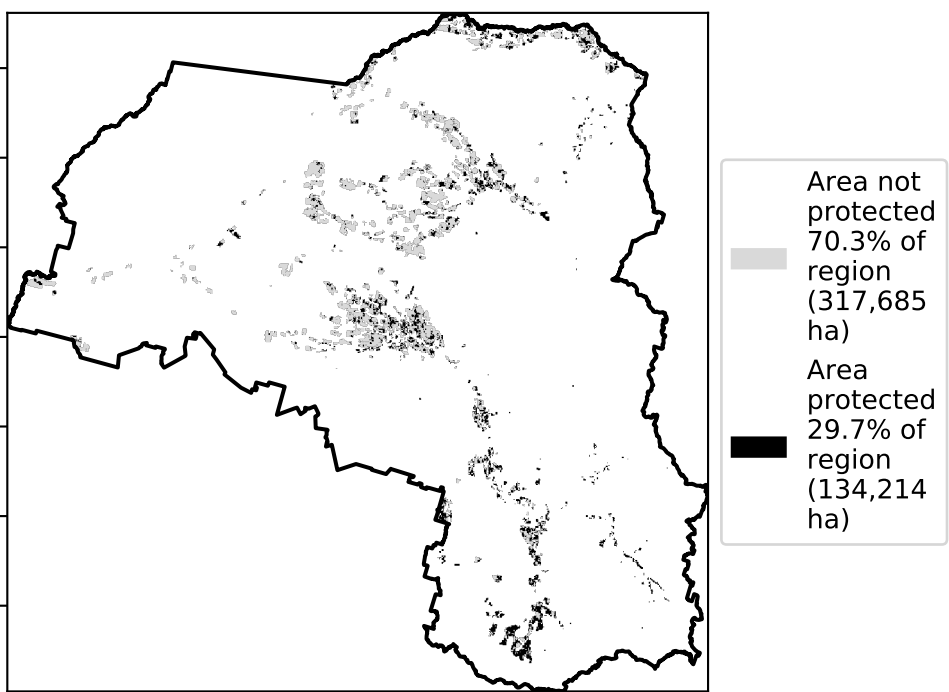 Area not
protected
70.3% of
region
(317,685
ha)
Area
protected
29.7% of
region
(134,214
ha)